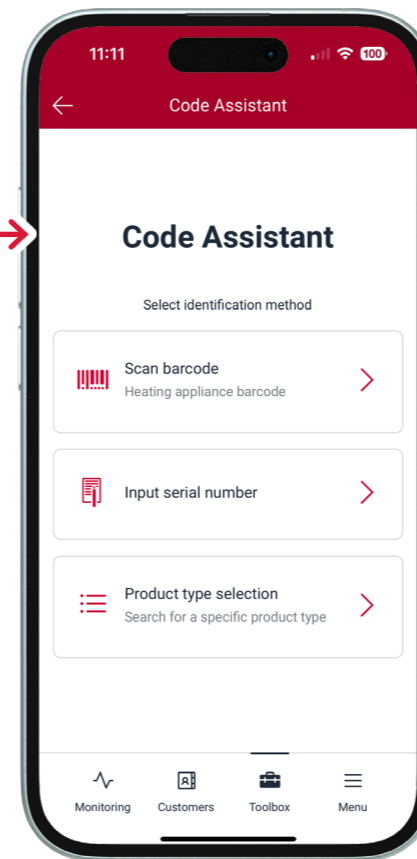 11:11
100
Code Assistant
Code Assistant
Select identification method
Scan barcode
Heating appliance barcode
Input serial number
Product type selection
Search for a specific product type
Monitoring
Customers
Toolbox
Menu